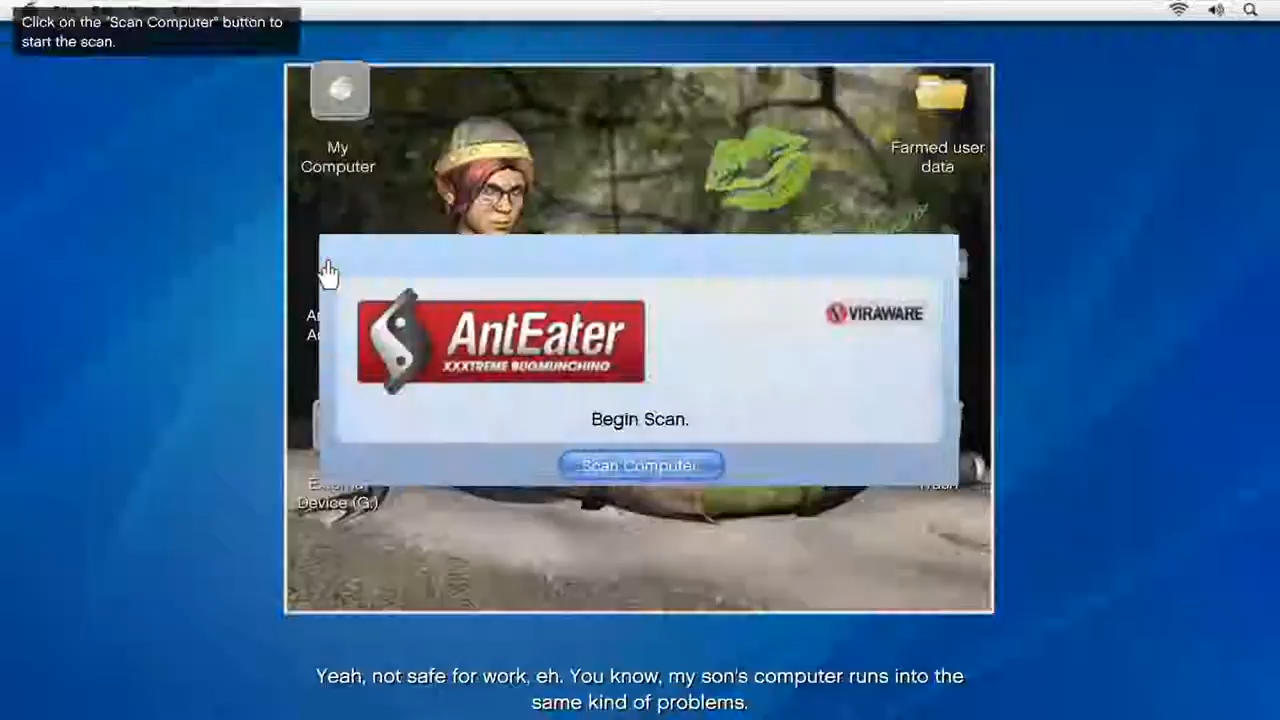 Click on the "Scan Computer" button to
start the scan.
My
Computer
Farmed user
data
AntEater
XXXTREME BUGMUNCHING
VIRAWARE
Begin Scan.
Scan Computer
Device (G:)
Yeah, not safe for work, eh. You know, my son's computer runs into the
same kind of problems.